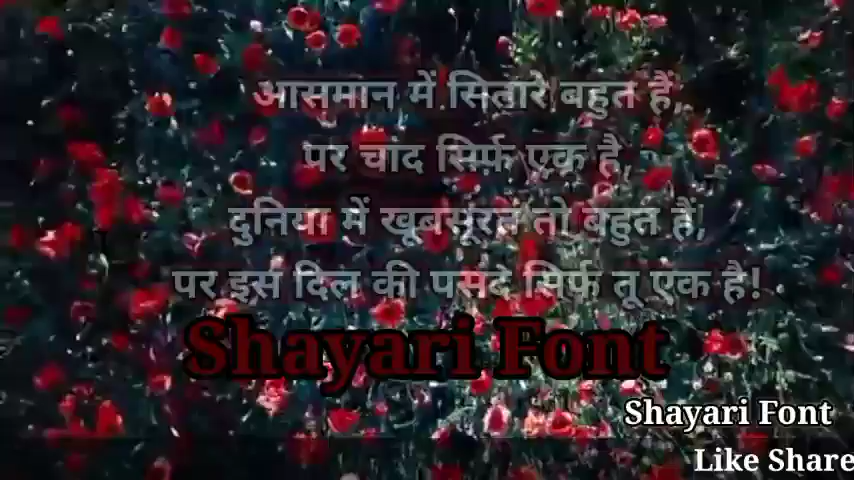 आसमान में सितारे बहुत हैं,
पर चाद सिर्फ एक है,
दुनिया में खूबसूरत तो बहुत हैं,
पर इस दिल की पसंद सिर्फ तू एक है!
Shayari Font
Shayari Font
Like Share